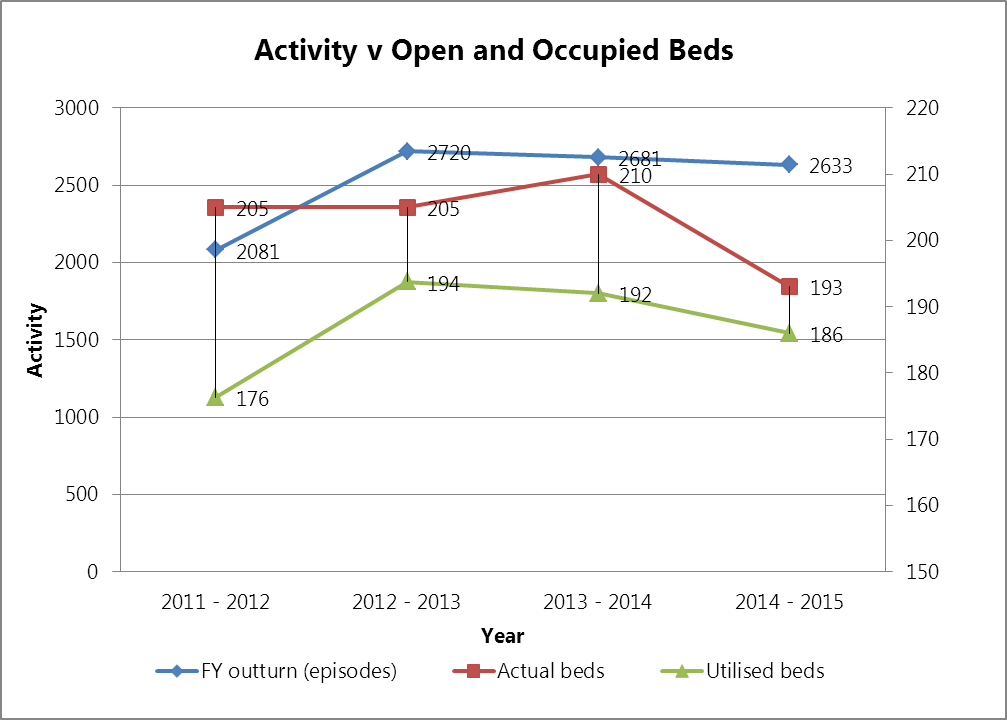 Activity v Open and Occupied Beds
3000
2500
2000
1500
1000
500
0
Activity
220
210
200
190
180
170
160
150
2720
2681
2633
205
205
210
193
2081
194
192
186
176
2011 - 2012
2012 - 2013
2013 - 2014
2014 - 2015
Year
FY outturn (episodes)
Actual beds
Utilised beds